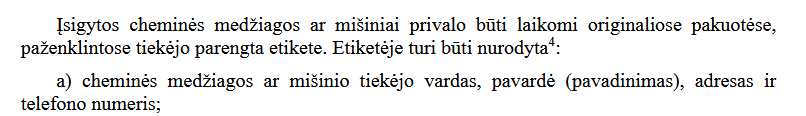 Įsigytos cheminės medžiagos ar mišiniai privalo būti laikomi originaliose pakuotėse,
paženklintose tiekėjo parengta etikete. Etiketėje turi būti nurodyta⁴:
a) cheminės medžiagos ar mišinio tiekėjo vardas, pavardė (pavadinimas), adresas ir
telefono numeris;